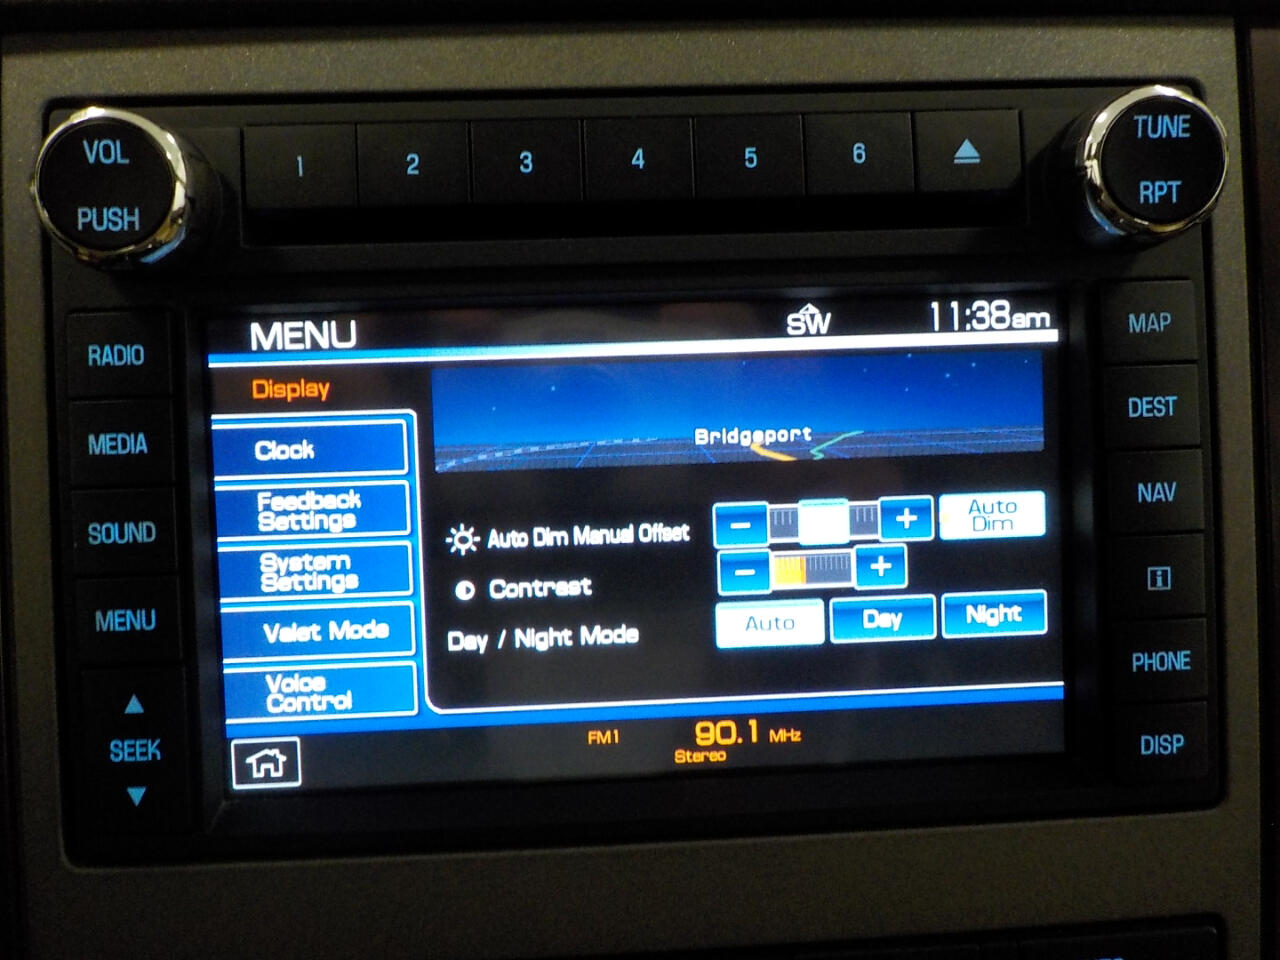 VOL
PUSH
1 2 3 4 5 6
TUNE
RPT
RADIO
MEDIA
SOUND
MENU
SEEK
MENU
SW
11:38am
Display
Clock
Feedback
Settings
System
Settings
Valet Mode
Voice
Control
Bridgeport
Auto Dim Manual Offset
- +
Auto
Dim
Contrast
- +
Day / Night Mode
Auto Day Night
FM1 90.1 MHz
Stereo
MAP
DEST
NAV
i
PHONE
DISP